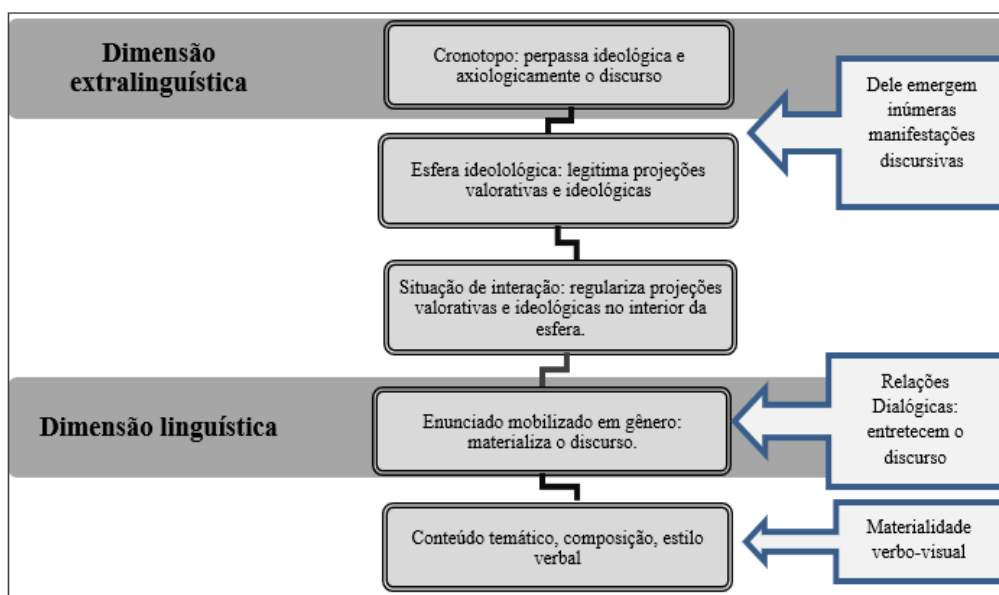 Dimensão
extralinguística
Cronotopo: perpassa ideológica e
axiologicamente o discurso
Dele emergem
inúmeras
manifestações
discursivas
Esfera ideolológica: legitima projeções
valorativas e ideológicas
Situação de interação: regulariza projeções
valorativas e ideológicas no interior da
esfera.
Dimensão linguística
Enunciado mobilizado em gênero:
materializa o discurso.
Relações
Dialógicas:
entretecem o
discurso
Conteúdo temático, composição, estilo
verbal
Materialidade
verbo-visual